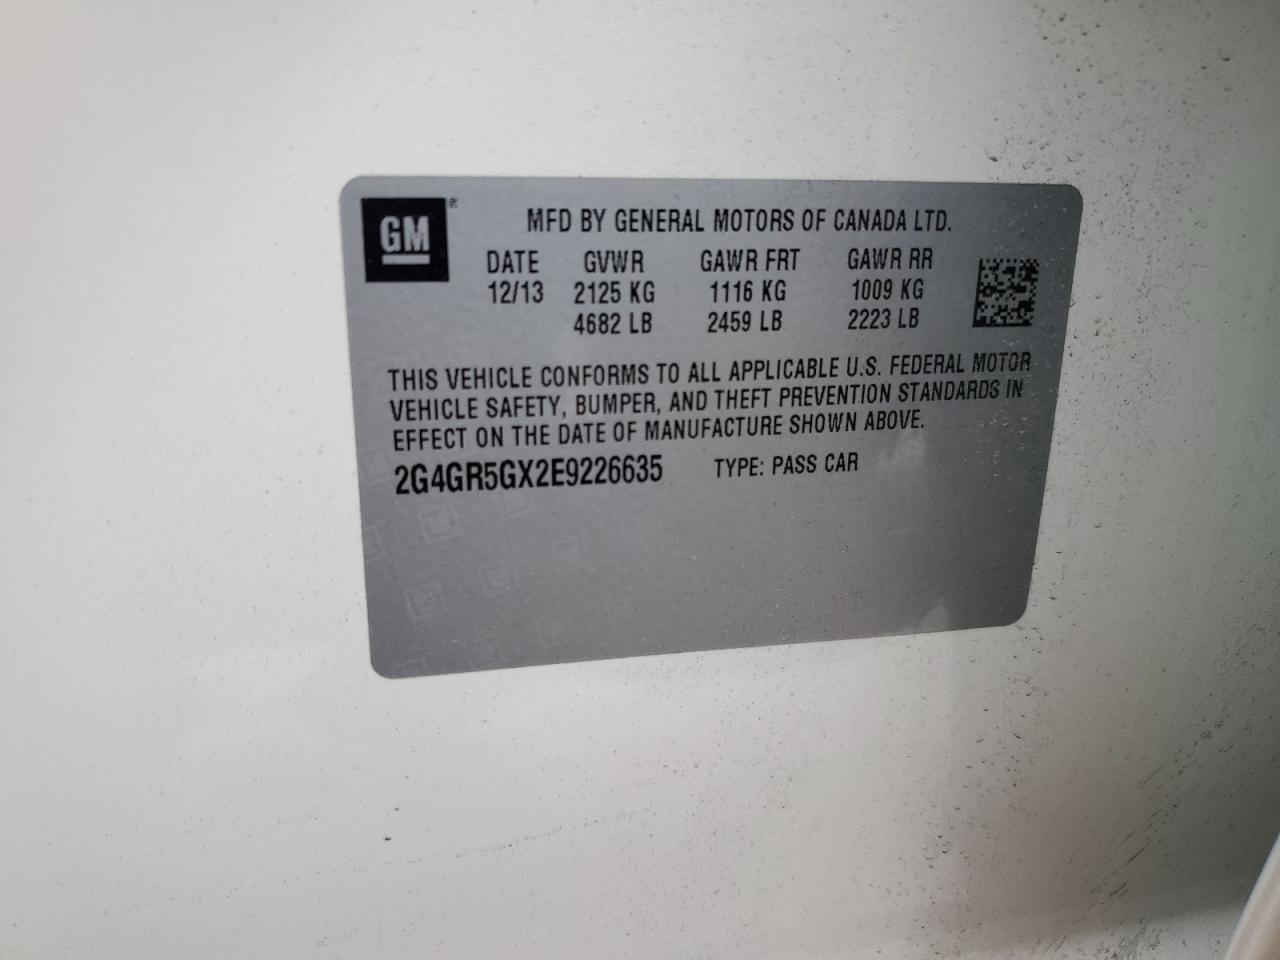 GM®
MFD BY GENERAL MOTORS OF CANADA LTD.
DATE GVWR GAWR FRT GAWR RR
12/13 2125 KG 1116 KG 1009 KG
4682 LB 2459 LB 2223 LB
THIS VEHICLE CONFORMS TO ALL APPLICABLE U.S. FEDERAL MOTOR
VEHICLE SAFETY, BUMPER, AND THEFT PREVENTION STANDARDS IN
EFFECT ON THE DATE OF MANUFACTURE SHOWN ABOVE.
2G4GR5GX2E9226635 TYPE: PASS CAR